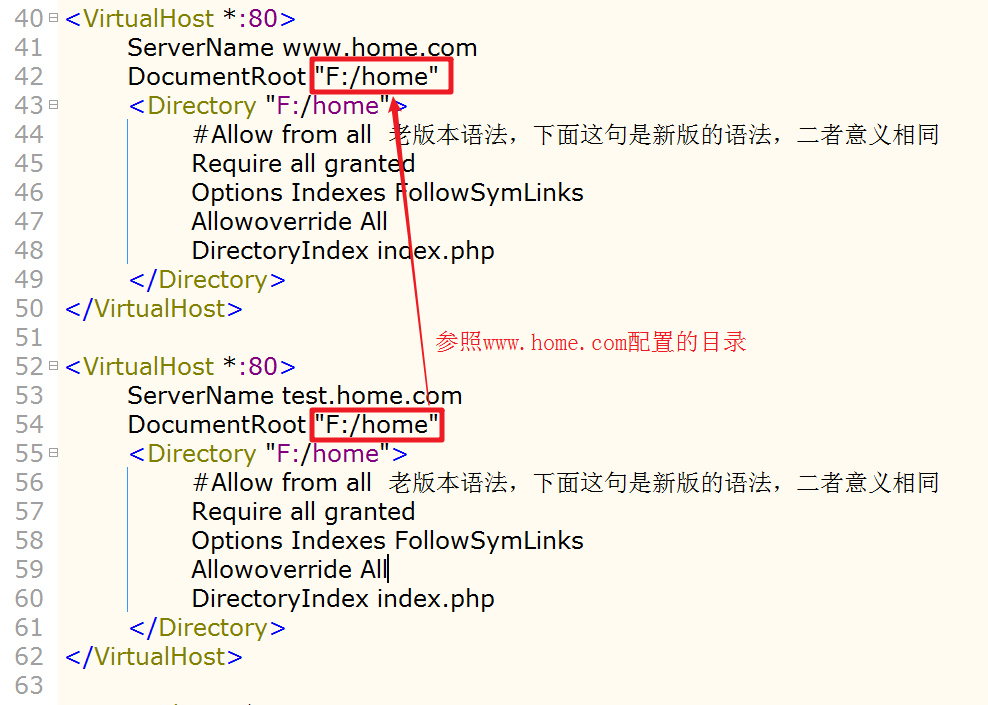 40 <VirtualHost *:80>
41 ServerName www.home.com
42 DocumentRoot "F:/home"
43 <Directory "F:/home">
44 #Allow from all 老版本语法，下面这句是新版的语法，二者意义相同
45 Require all granted
46 Options Indexes FollowSymLinks
47 Allowoverride All
48 DirectoryIndex index.php
49 </Directory>
50 </VirtualHost>
51
参照www.home.com配置的目录
52 <VirtualHost *:80>
53 ServerName test.home.com
54 DocumentRoot "F:/home"
55 <Directory "F:/home">
56 #Allow from all 老版本语法，下面这句是新版的语法，二者意义相同
57 Require all granted
58 Options Indexes FollowSymLinks
59 Allowoverride All
60 DirectoryIndex index.php
61 </Directory>
62 </VirtualHost>
63